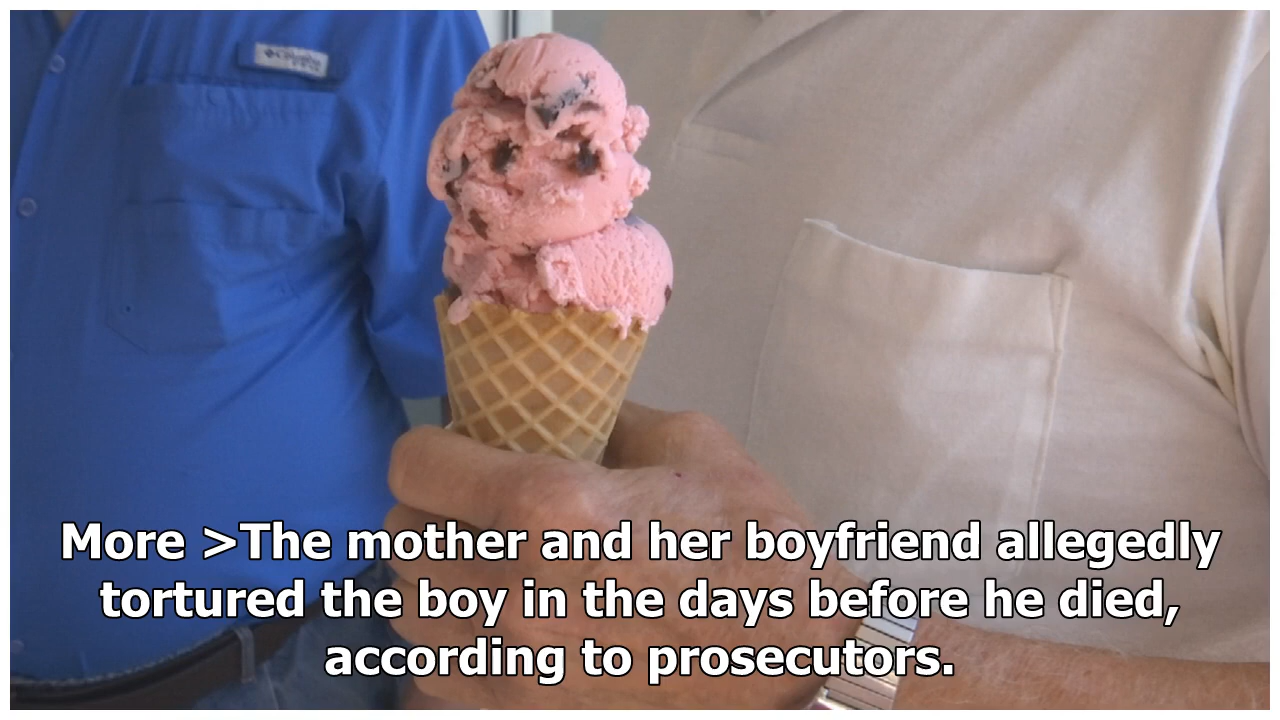 Columbia
More >The mother and her boyfriend allegedly
tortured the boy in the days before he died,
according to prosecutors.